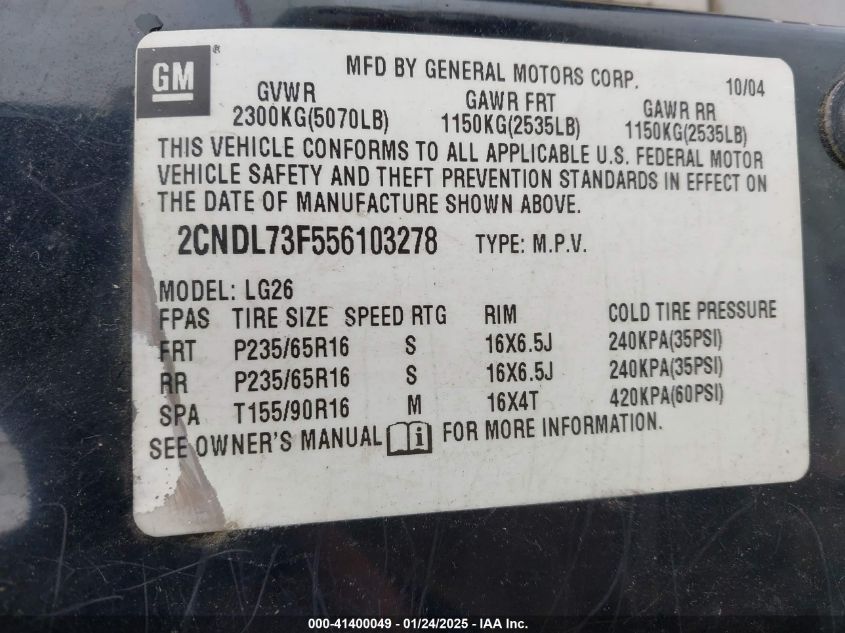 GM ®
MFD BY GENERAL MOTORS CORP. 10/04
GVWR GAWR FRT GAWR RR
2300KG(5070LB) 1150KG(2535LB) 1150KG(2535LB)
THIS VEHICLE CONFORMS TO ALL APPLICABLE U.S. FEDERAL MOTOR
VEHICLE SAFETY AND THEFT PREVENTION STANDARDS IN EFFECT ON
THE DATE OF MANUFACTURE SHOWN ABOVE.
2CNDL73F556103278 TYPE: M.P.V.
MODEL: LG26
FPAS TIRE SIZE SPEED RTG RIM COLD TIRE PRESSURE
FRT P235/65R16 S 16X6.5J 240KPA(35PSI)
RR P235/65R16 S 16X6.5J 240KPA(35PSI)
SPA T155/90R16 M 16X4T 420KPA(60PSI)
SEE OWNER'S MANUAL i FOR MORE INFORMATION.
000-41400049 - 01/24/2025 - IAA Inc.